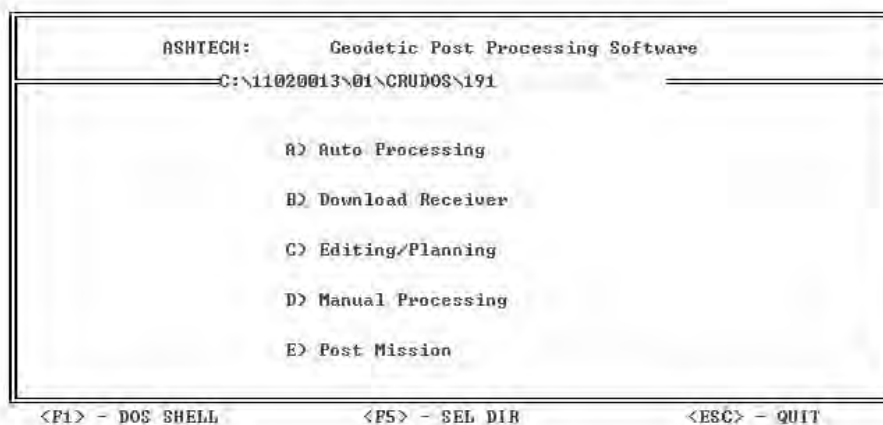 ASHTECH: Geodetic Post Processing Software
C:\11020013\01\CRUDOS\191
A) Auto Processing
B) Download Receiver
C) Editing/Planning
D) Manual Processing
E) Post Mission
<F1> - DOS SHELL <F5> - SEL DIR <ESC> - QUIT